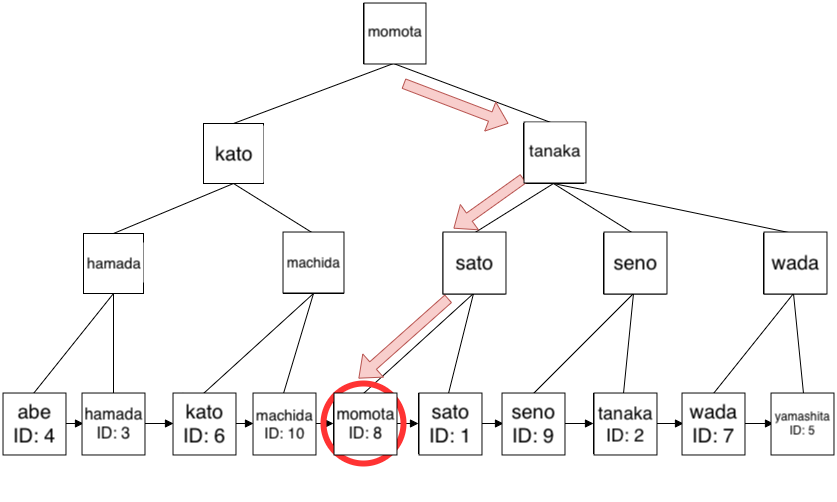 momota
kato
tanaka
hamada
machida
sato
seno
wada
abe
ID: 4
hamada
ID: 3
kato
ID: 6
machida
ID: 10
momota
ID: 8
sato
ID: 1
seno
ID: 9
tanaka
ID: 2
wada
ID: 7
yamashita
ID: 5